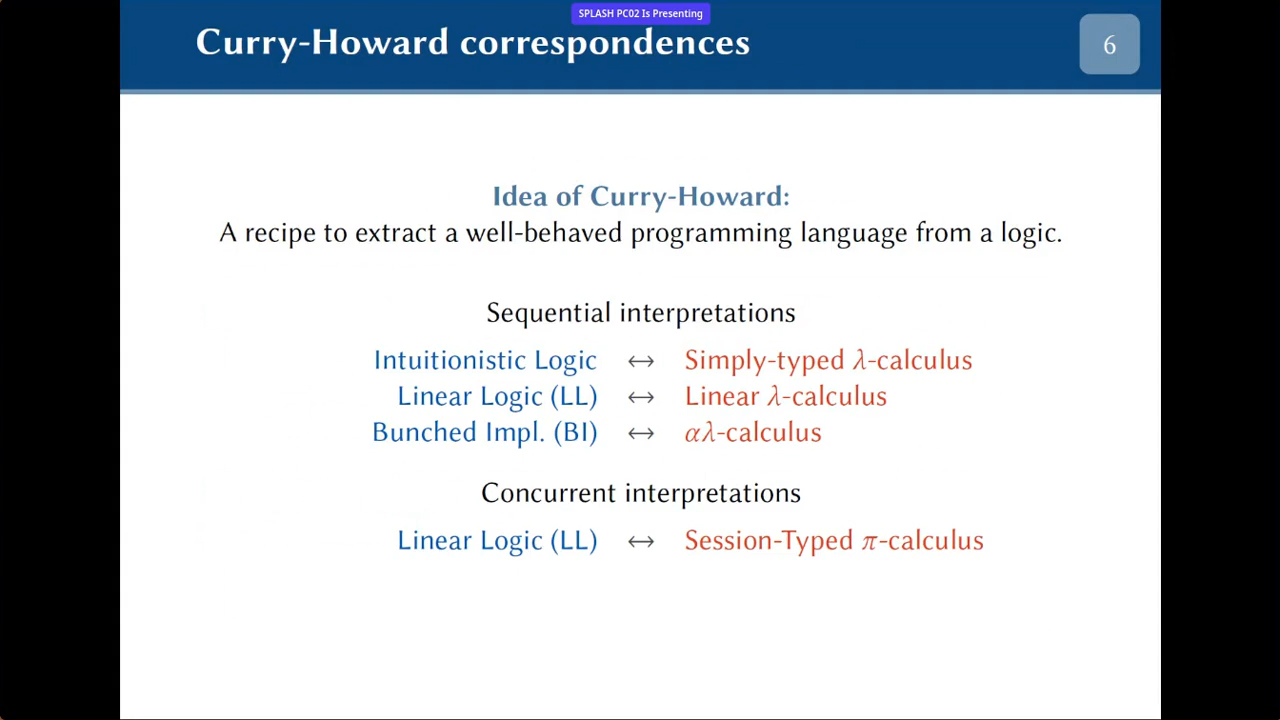 SPLASH PC02 Is Presenting
Curry-Howard correspondences
6
Idea of Curry-Howard:
A recipe to extract a well-behaved programming language from a logic.
Sequential interpretations
Intuitionistic Logic ↔ Simply-typed λ-calculus
Linear Logic (LL) ↔ Linear λ-calculus
Bunched Impl. (BI) ↔ αλ-calculus
Concurrent interpretations
Linear Logic (LL) ↔ Session-Typed π-calculus